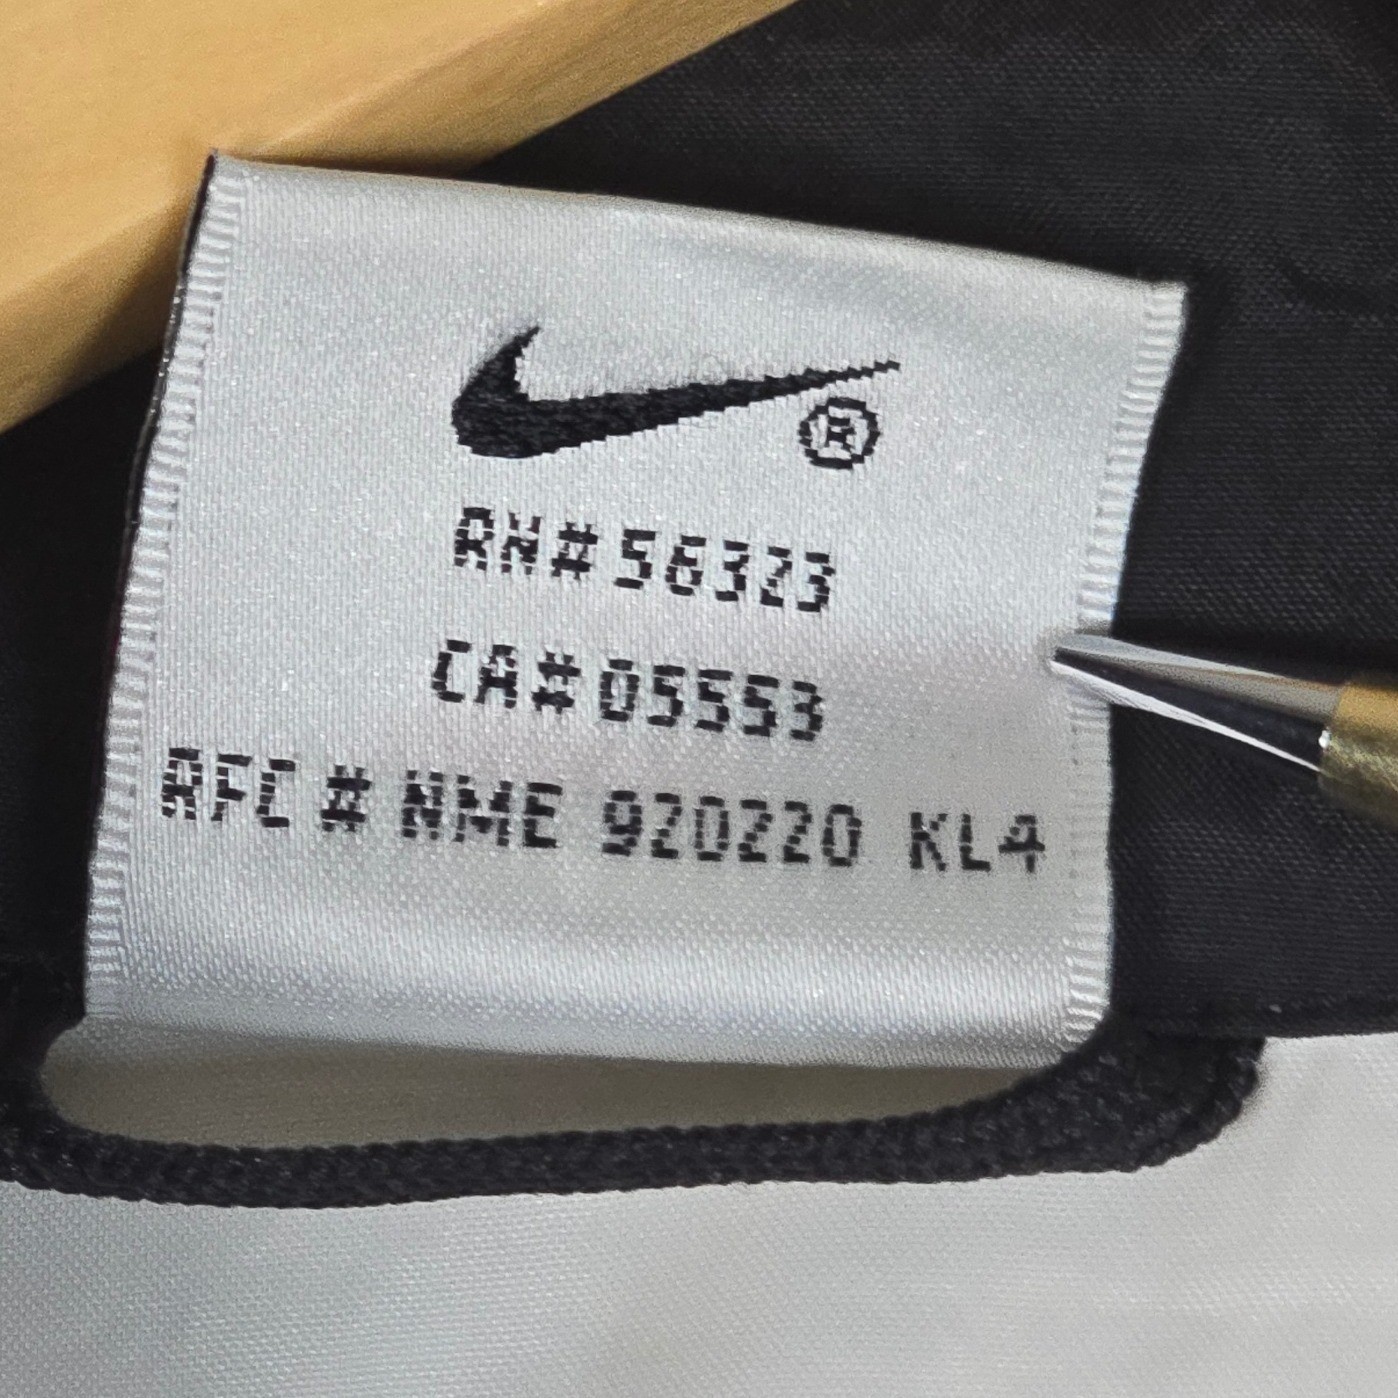 ®
RN#56323
CA#05553
RFC # NME 920220 KL4